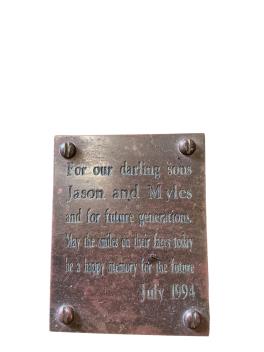 For our darling sons
Jason and Myles
and for future generations.
May the smiles on their faces today
be a happy memory for the future
July 1994